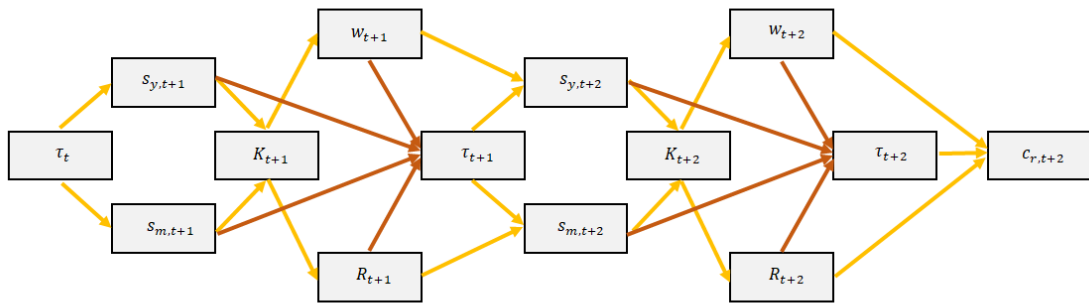 w_{t+1}
w_{t+2}
s_{y,t+1}
s_{y,t+2}
τ_t
K_{t+1}
τ_{t+1}
K_{t+2}
τ_{t+2}
c_{r,t+2}
s_{m,t+1}
s_{m,t+2}
R_{t+1}
R_{t+2}